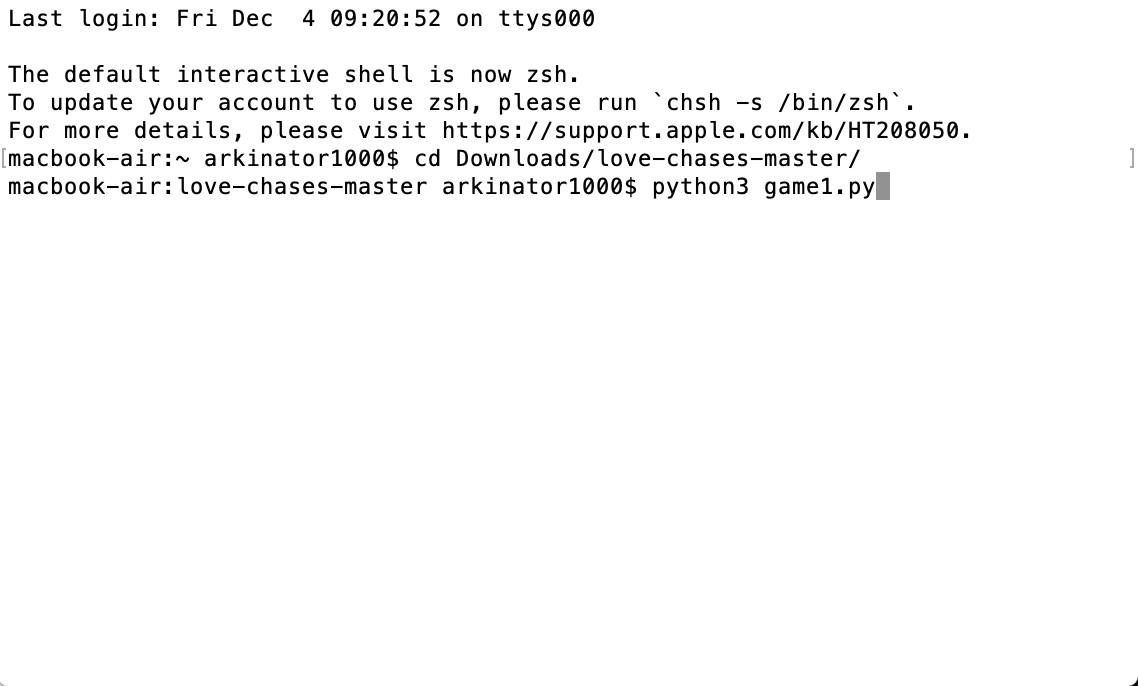 Last login: Fri Dec  4 09:20:52 on ttys000
The default interactive shell is now zsh.
To update your account to use zsh, please run `chsh -s /bin/zsh`.
For more details, please visit https://support.apple.com/kb/HT208050.
[macbook-air:~ arkinator1000$ cd Downloads/love-chases-master/ ]
macbook-air:love-chases-master arkinator1000$ python3 game1.py